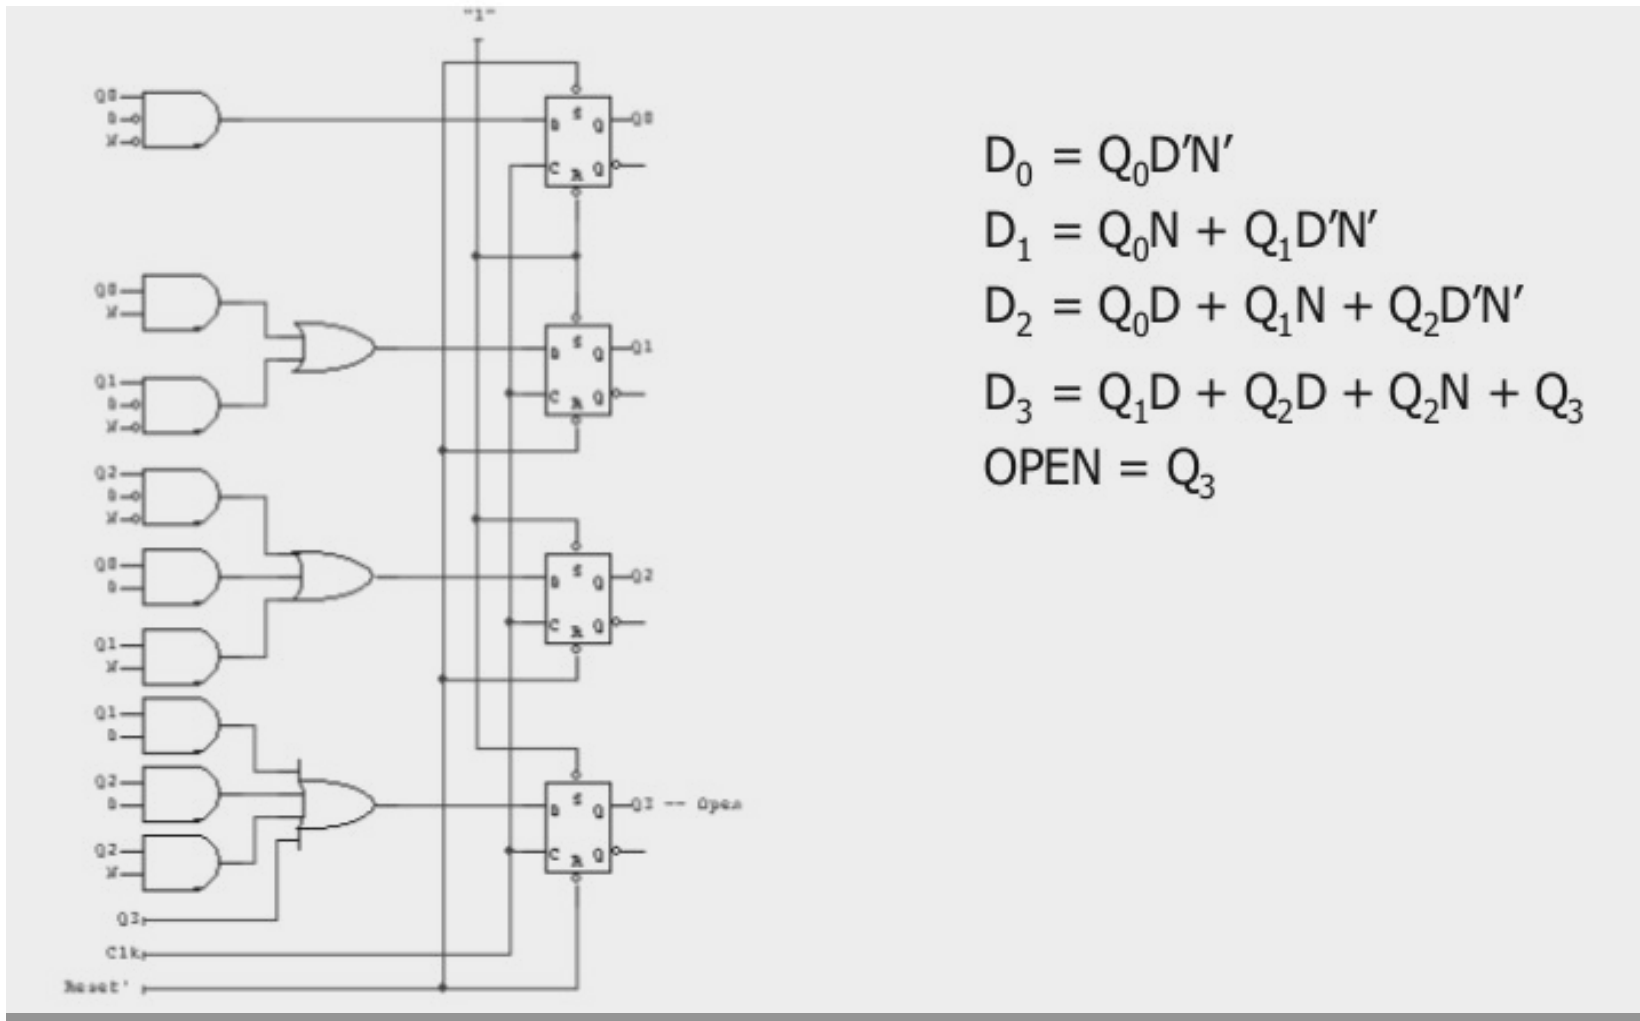 "1"
Q0
D
N
S
D Q
Q0
C R Q
Q0
N
S
D Q
Q1
C R Q
Q1
D
N
Q2
D
N
Q0
D
S
D Q
Q2
C R Q
Q1
N
Q1
D
Q2
D
S
D Q
Q3 -- Open
C R Q
Q2
N
Q3
Clk
Reset'
D₀ = Q₀D′N′
D₁ = Q₀N + Q₁D′N′
D₂ = Q₀D + Q₁N + Q₂D′N′
D₃ = Q₁D + Q₂D + Q₂N + Q₃
OPEN = Q₃